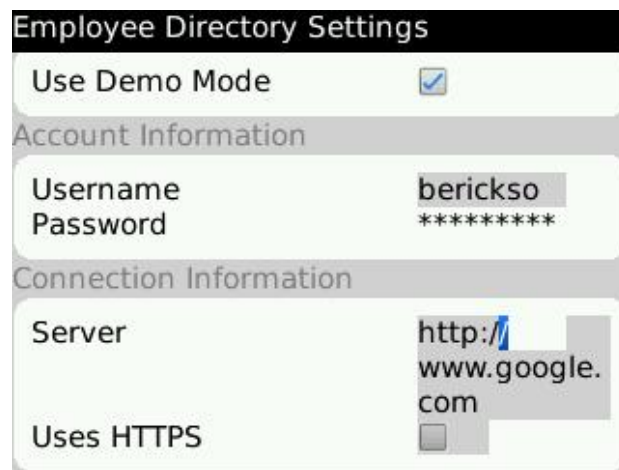 Employee Directory Settings
Use Demo Mode
Account Information
Username berickso
Password *********
Connection Information
Server http://
www.google.
com
Uses HTTPS